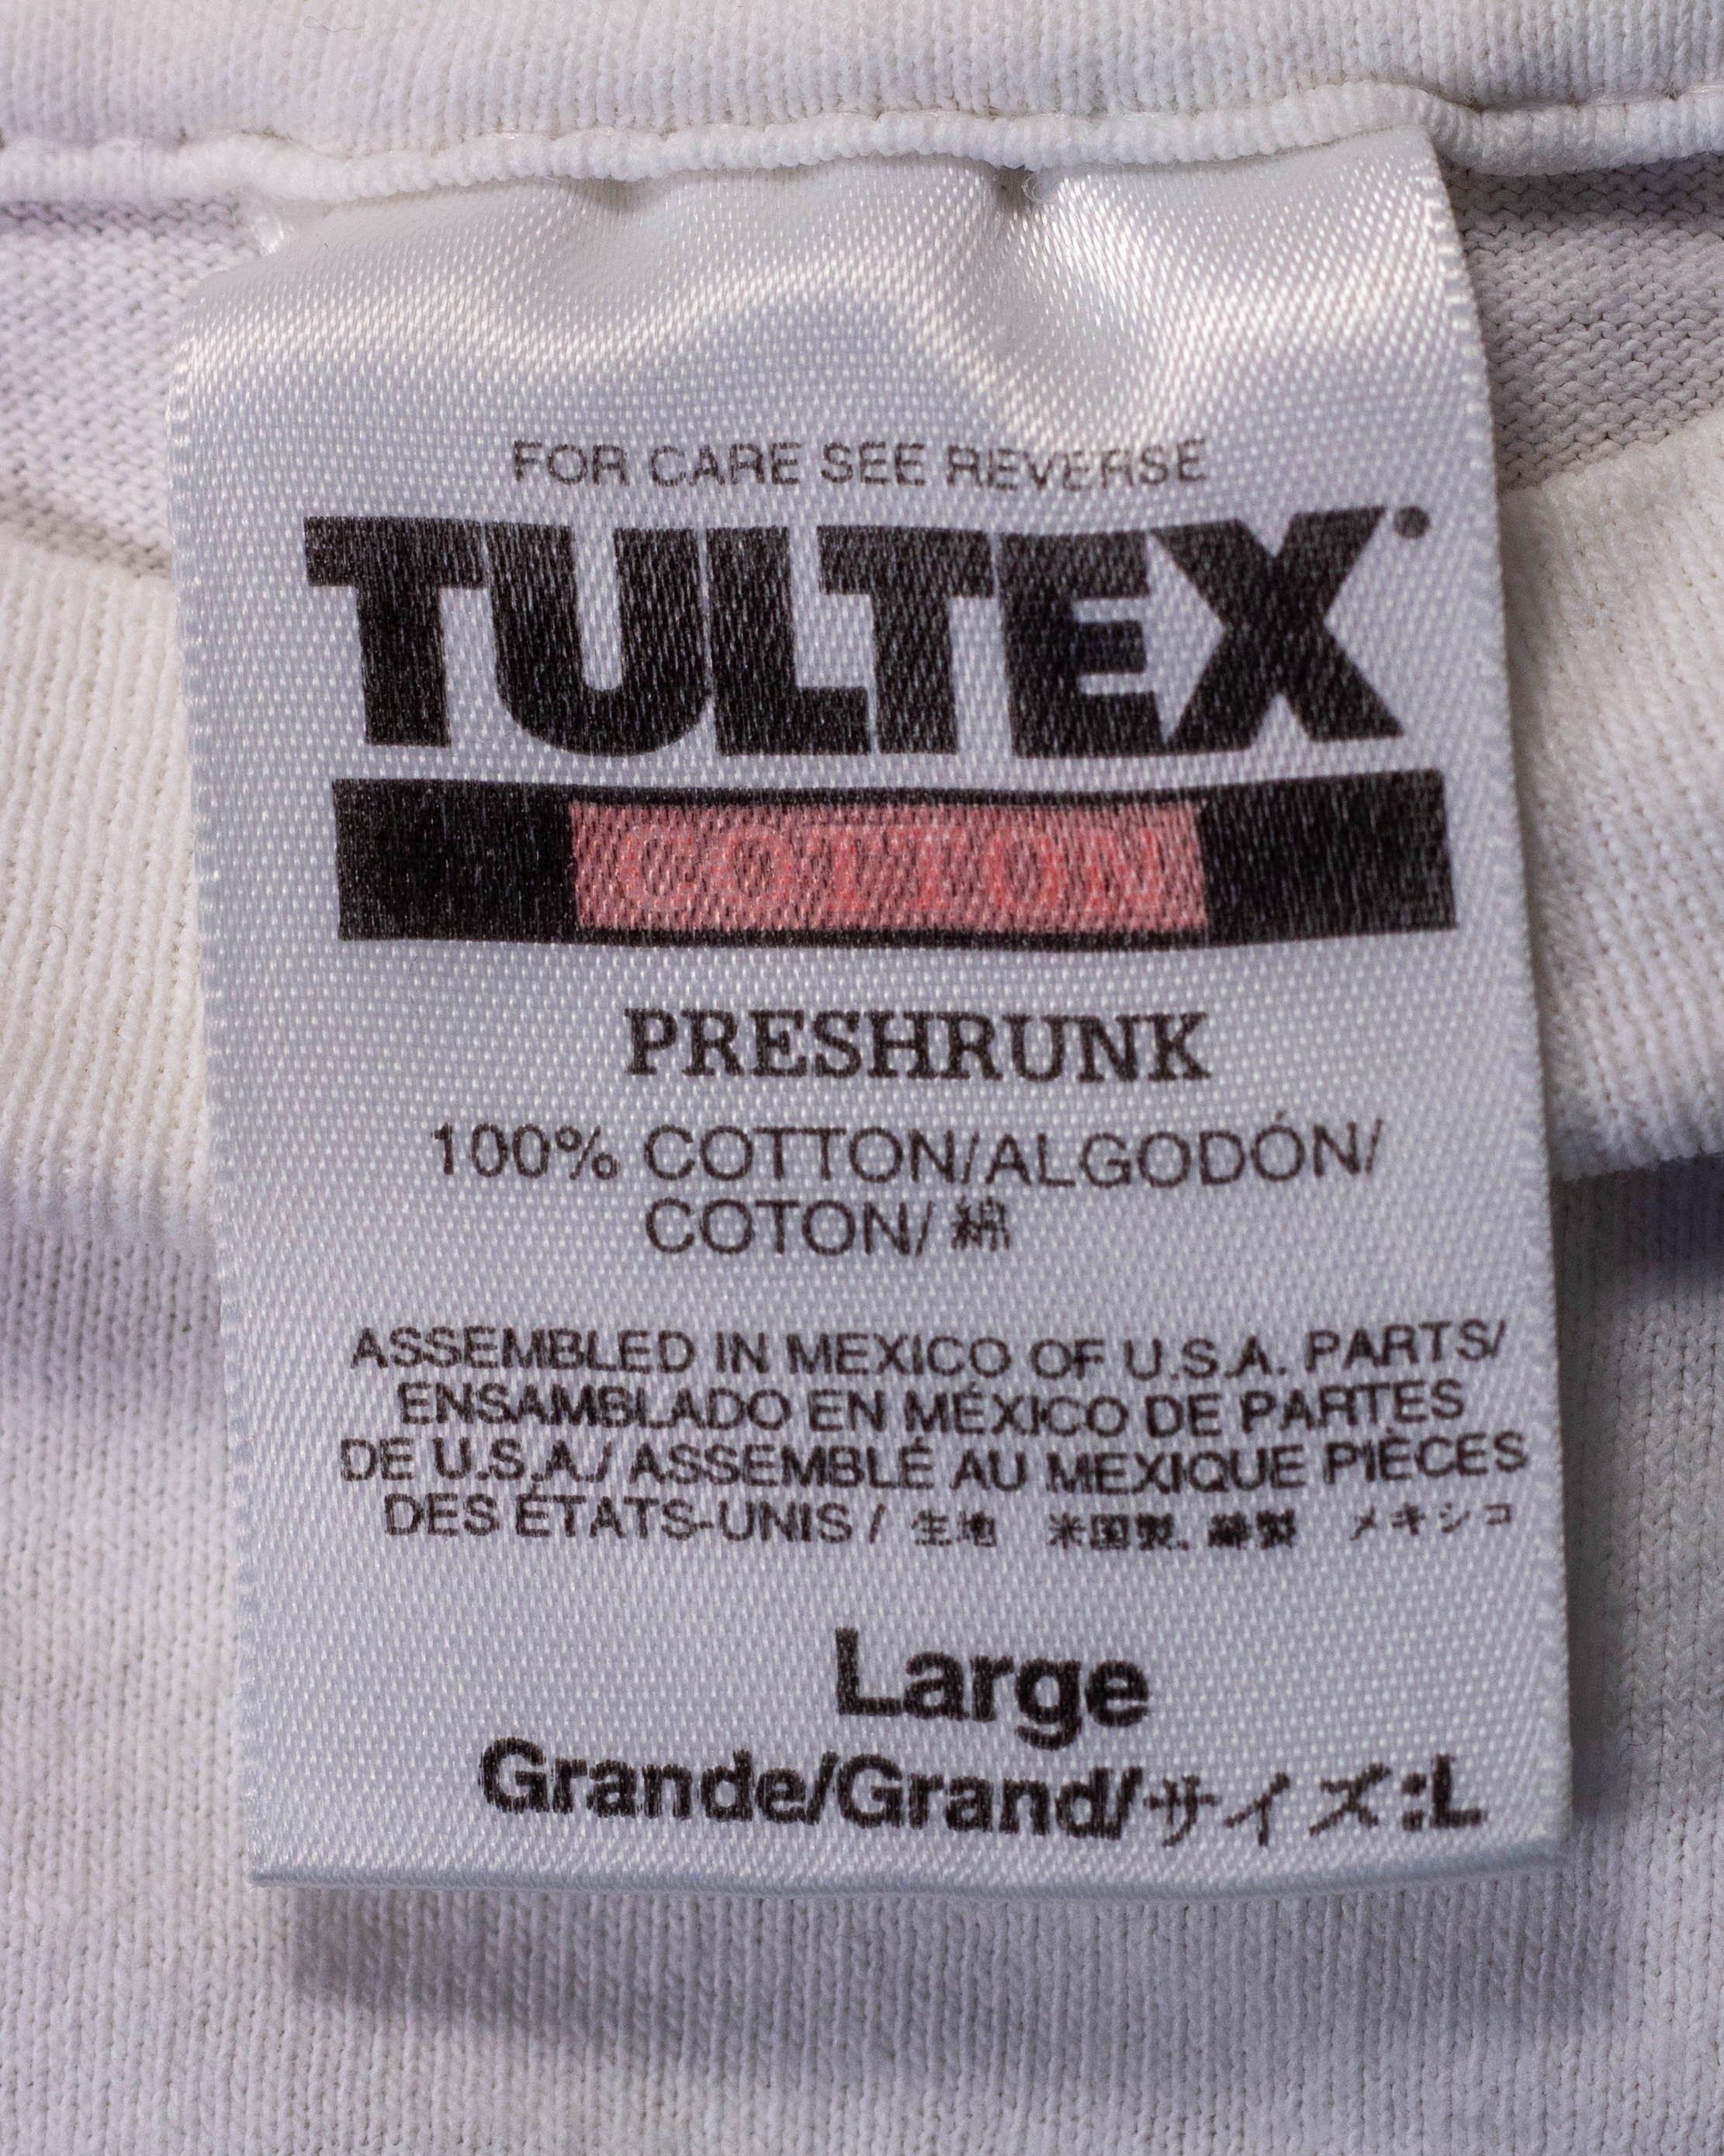 FOR CARE SEE REVERSE
TULTEX
COTTON
PRESHRUNK
100% COTTON/ALGODÓN/
COTON/ 綿
ASSEMBLED IN MEXICO OF U.S.A. PARTS/
ENSAMBLADO EN MÉXICO DE PARTES
DE U.S.A./ ASSEMBLÉ AU MEXIQUE PIÈCES
DES ÉTATS-UNIS / 生地 米国製、縫製 メキシコ
Large
Grande/Grand/サイズ:L